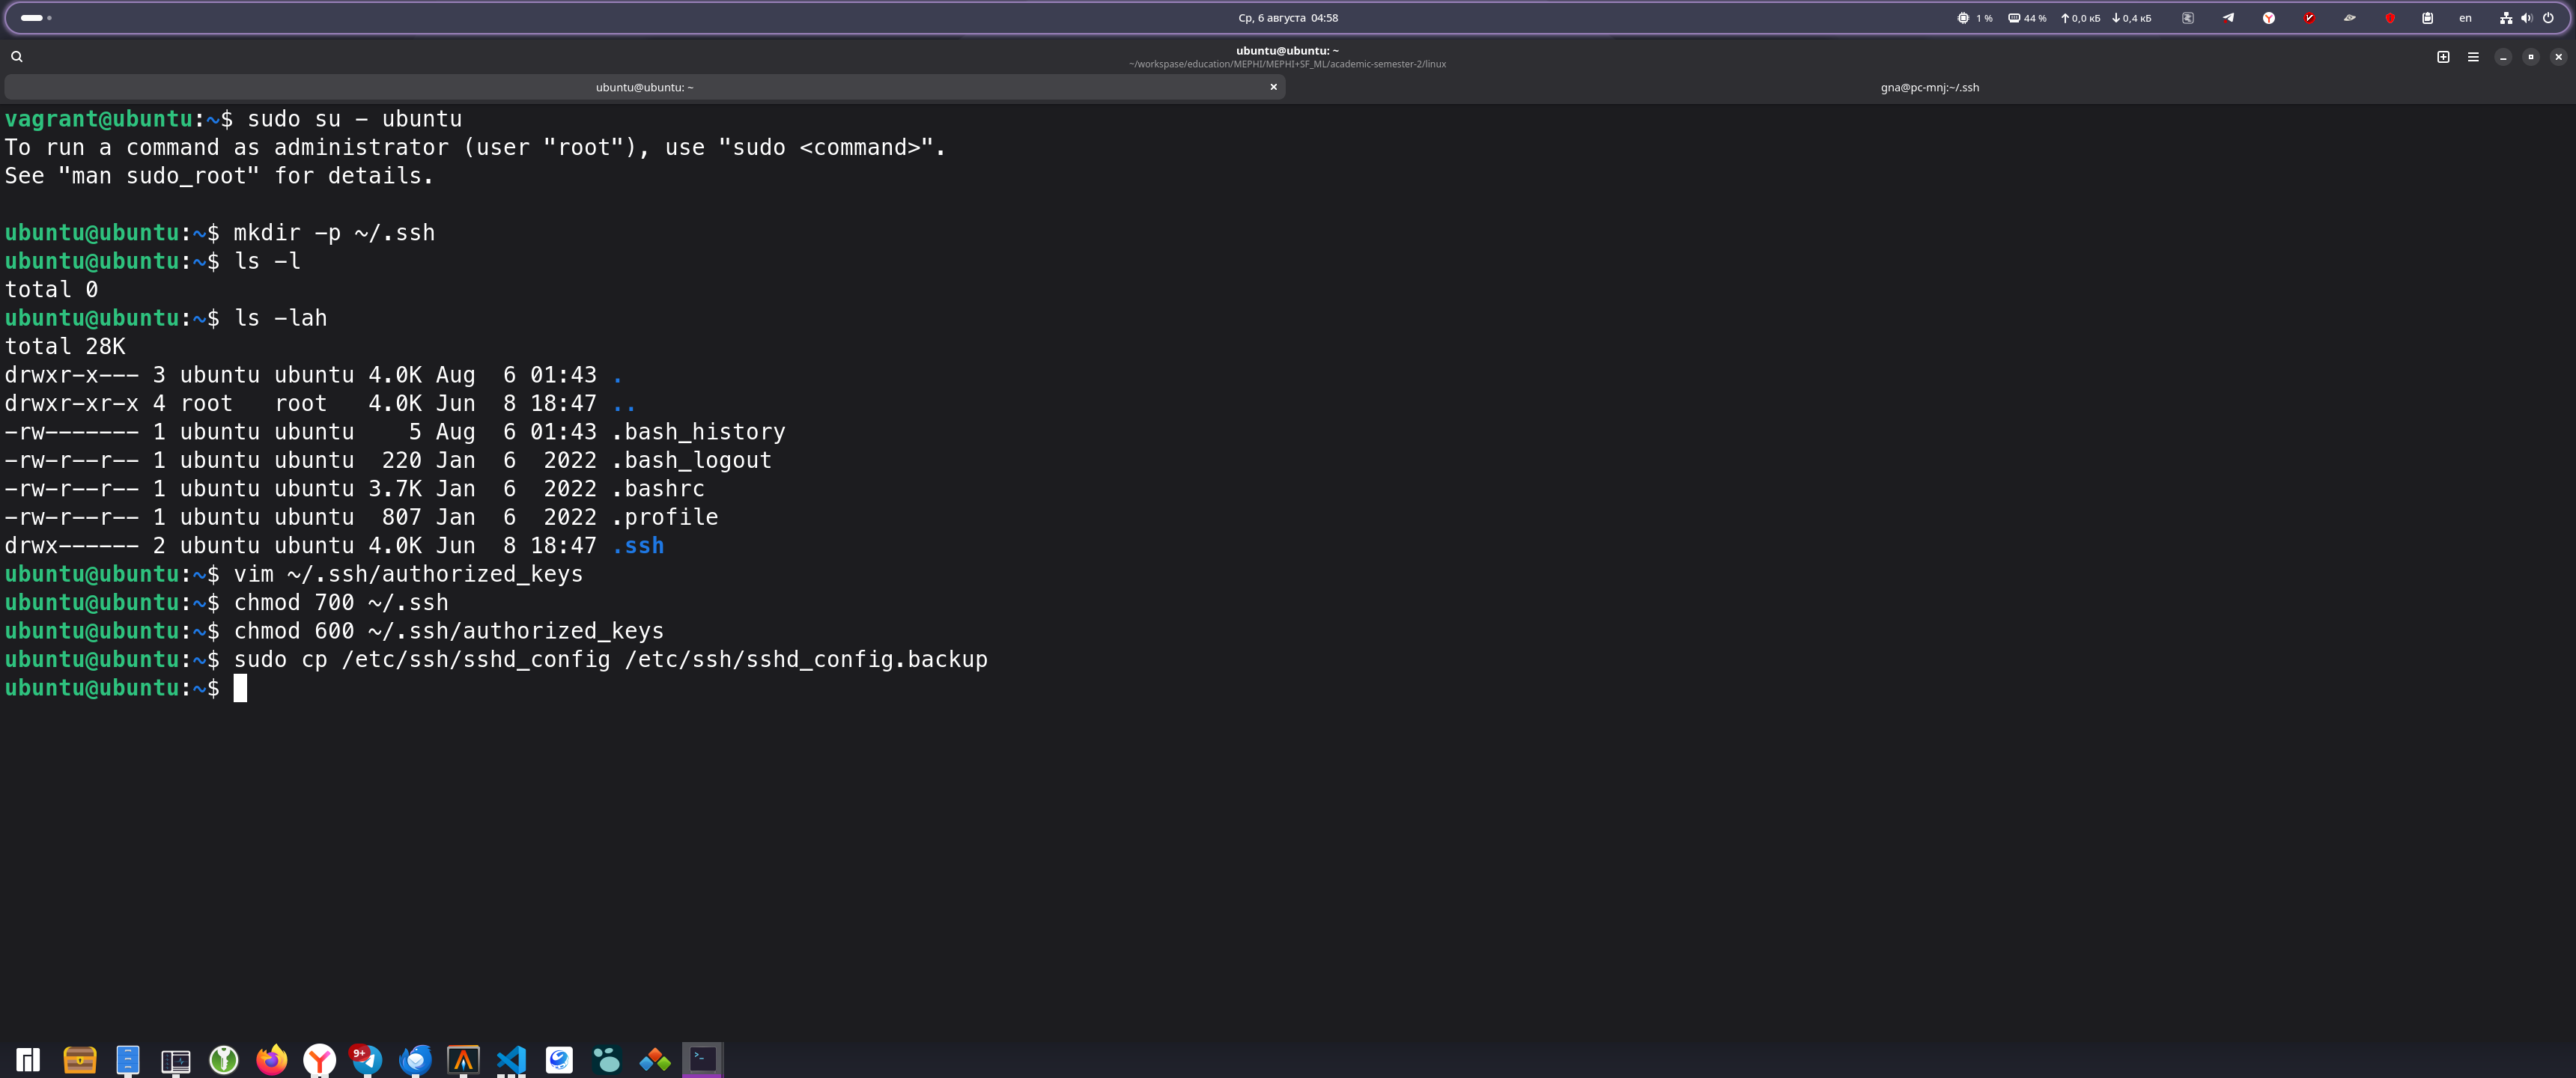 Ср, 6 августа 04:58
1 %
44 %
0,0 кБ
0,4 кБ
en
ubuntu@ubuntu: ~
~/workspase/education/MEPHI/MEPHI+SF_ML/academic-semester-2/linux
ubuntu@ubuntu: ~
gna@pc-mnj:~/.ssh
vagrant@ubuntu:~$ sudo su - ubuntu
To run a command as administrator (user "root"), use "sudo <command>".
See "man sudo_root" for details.
ubuntu@ubuntu:~$ mkdir -p ~/.ssh
ubuntu@ubuntu:~$ ls -l
total 0
ubuntu@ubuntu:~$ ls -lah
total 28K
drwxr-x--- 3 ubuntu ubuntu 4.0K Aug  6 01:43 .
drwxr-xr-x 4 root   root   4.0K Jun  8 18:47 ..
-rw------- 1 ubuntu ubuntu    5 Aug  6 01:43 .bash_history
-rw-r--r-- 1 ubuntu ubuntu  220 Jan  6  2022 .bash_logout
-rw-r--r-- 1 ubuntu ubuntu 3.7K Jan  6  2022 .bashrc
-rw-r--r-- 1 ubuntu ubuntu  807 Jan  6  2022 .profile
drwx------ 2 ubuntu ubuntu 4.0K Jun  8 18:47 .ssh
ubuntu@ubuntu:~$ vim ~/.ssh/authorized_keys
ubuntu@ubuntu:~$ chmod 700 ~/.ssh
ubuntu@ubuntu:~$ chmod 600 ~/.ssh/authorized_keys
ubuntu@ubuntu:~$ sudo cp /etc/ssh/sshd_config /etc/ssh/sshd_config.backup
ubuntu@ubuntu:~$
9+